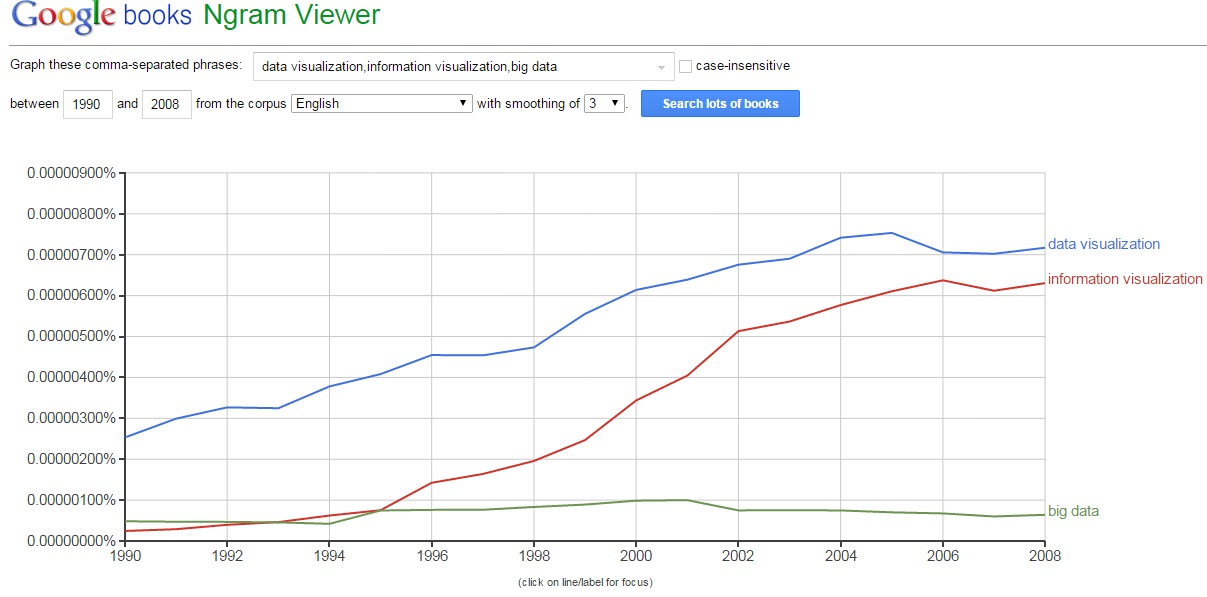 Google books Ngram Viewer
Graph these comma-separated phrases: data visualization,information visualization,big data case-insensitive
between 1990 and 2008 from the corpus English with smoothing of 3 . Search lots of books
0.00000900%
0.00000800%
0.00000700%
data visualization
information visualization
0.00000600%
0.00000500%
0.00000400%
0.00000300%
0.00000200%
0.00000100%
big data
0.00000000%
1990 1992 1994 1996 1998 2000 2002 2004 2006 2008
(click on line/label for focus)